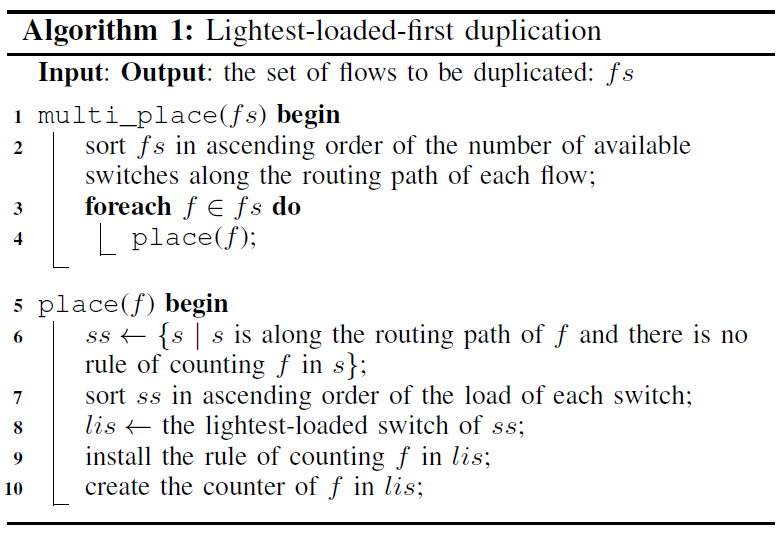 Algorithm 1: Lightest-loaded-first duplication
Input: Output: the set of flows to be duplicated: fs
1 multi_place(fs) begin
2 sort fs in ascending order of the number of available
switches along the routing path of each flow;
3 foreach f ∈ fs do
4 place(f);
5 place(f) begin
6 ss ← {s | s is along the routing path of f and there is no
rule of counting f in s};
7 sort ss in ascending order of the load of each switch;
8 lis ← the lightest-loaded switch of ss;
9 install the rule of counting f in lis;
10 create the counter of f in lis;